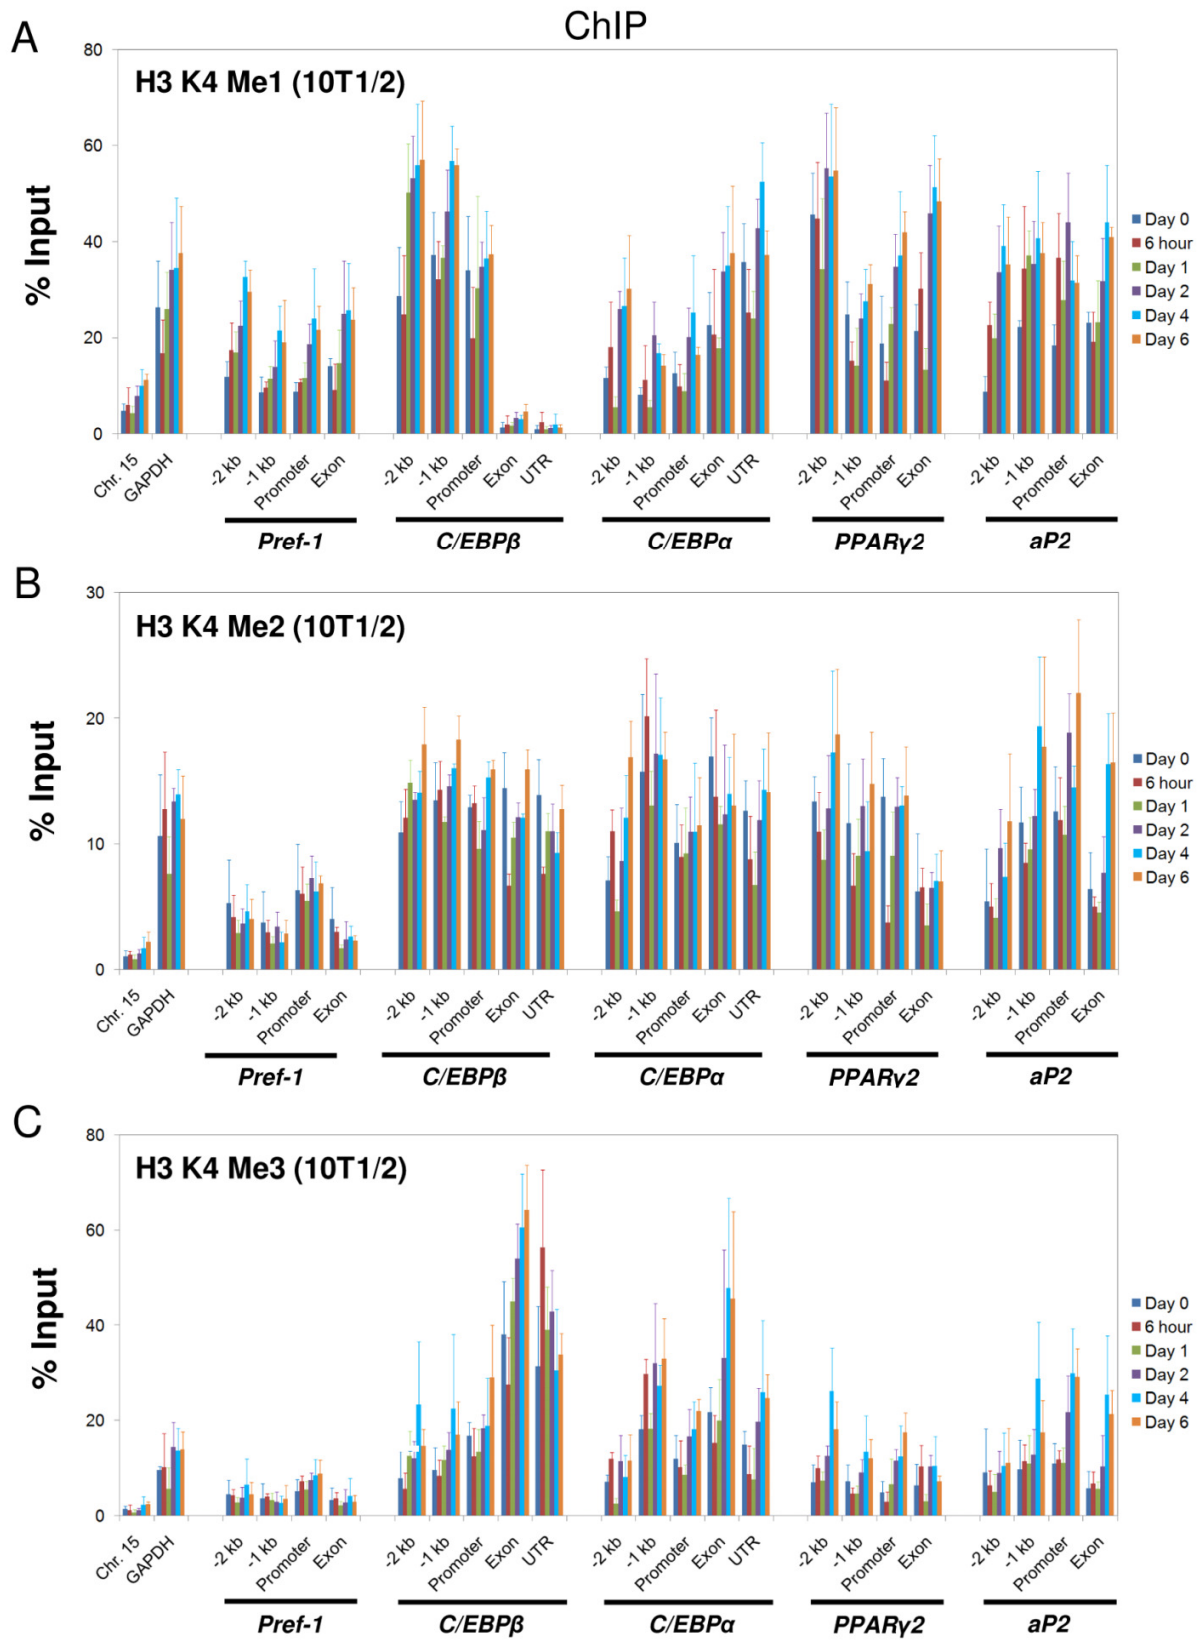 ChIP
A
H3 K4 Me1 (10T1/2)
% Input
80
60
40
20
0
Day 0
6 hour
Day 1
Day 2
Day 4
Day 6
Chr. 15
GAPDH
-2 kb
-1 kb
Promoter
Exon
-2 kb
-1 kb
Promoter
Exon
UTR
-2 kb
-1 kb
Promoter
Exon
UTR
-2 kb
-1 kb
Promoter
Exon
-2 kb
-1 kb
Promoter
Exon
Pref-1
C/EBPβ
C/EBPα
PPARγ2
aP2
B
H3 K4 Me2 (10T1/2)
% Input
30
20
10
0
Day 0
6 hour
Day 1
Day 2
Day 4
Day 6
Chr. 15
GAPDH
-2 kb
-1 kb
Promoter
Exon
-2 kb
-1 kb
Promoter
Exon
UTR
-2 kb
-1 kb
Promoter
Exon
UTR
-2 kb
-1 kb
Promoter
Exon
-2 kb
-1 kb
Promoter
Exon
Pref-1
C/EBPβ
C/EBPα
PPARγ2
aP2
C
H3 K4 Me3 (10T1/2)
% Input
80
60
40
20
0
Day 0
6 hour
Day 1
Day 2
Day 4
Day 6
Chr. 15
GAPDH
-2 kb
-1 kb
Promoter
Exon
-2 kb
-1 kb
Promoter
Exon
UTR
-2 kb
-1 kb
Promoter
Exon
UTR
-2 kb
-1 kb
Promoter
Exon
-2 kb
-1 kb
Promoter
Exon
Pref-1
C/EBPβ
C/EBPα
PPARγ2
aP2